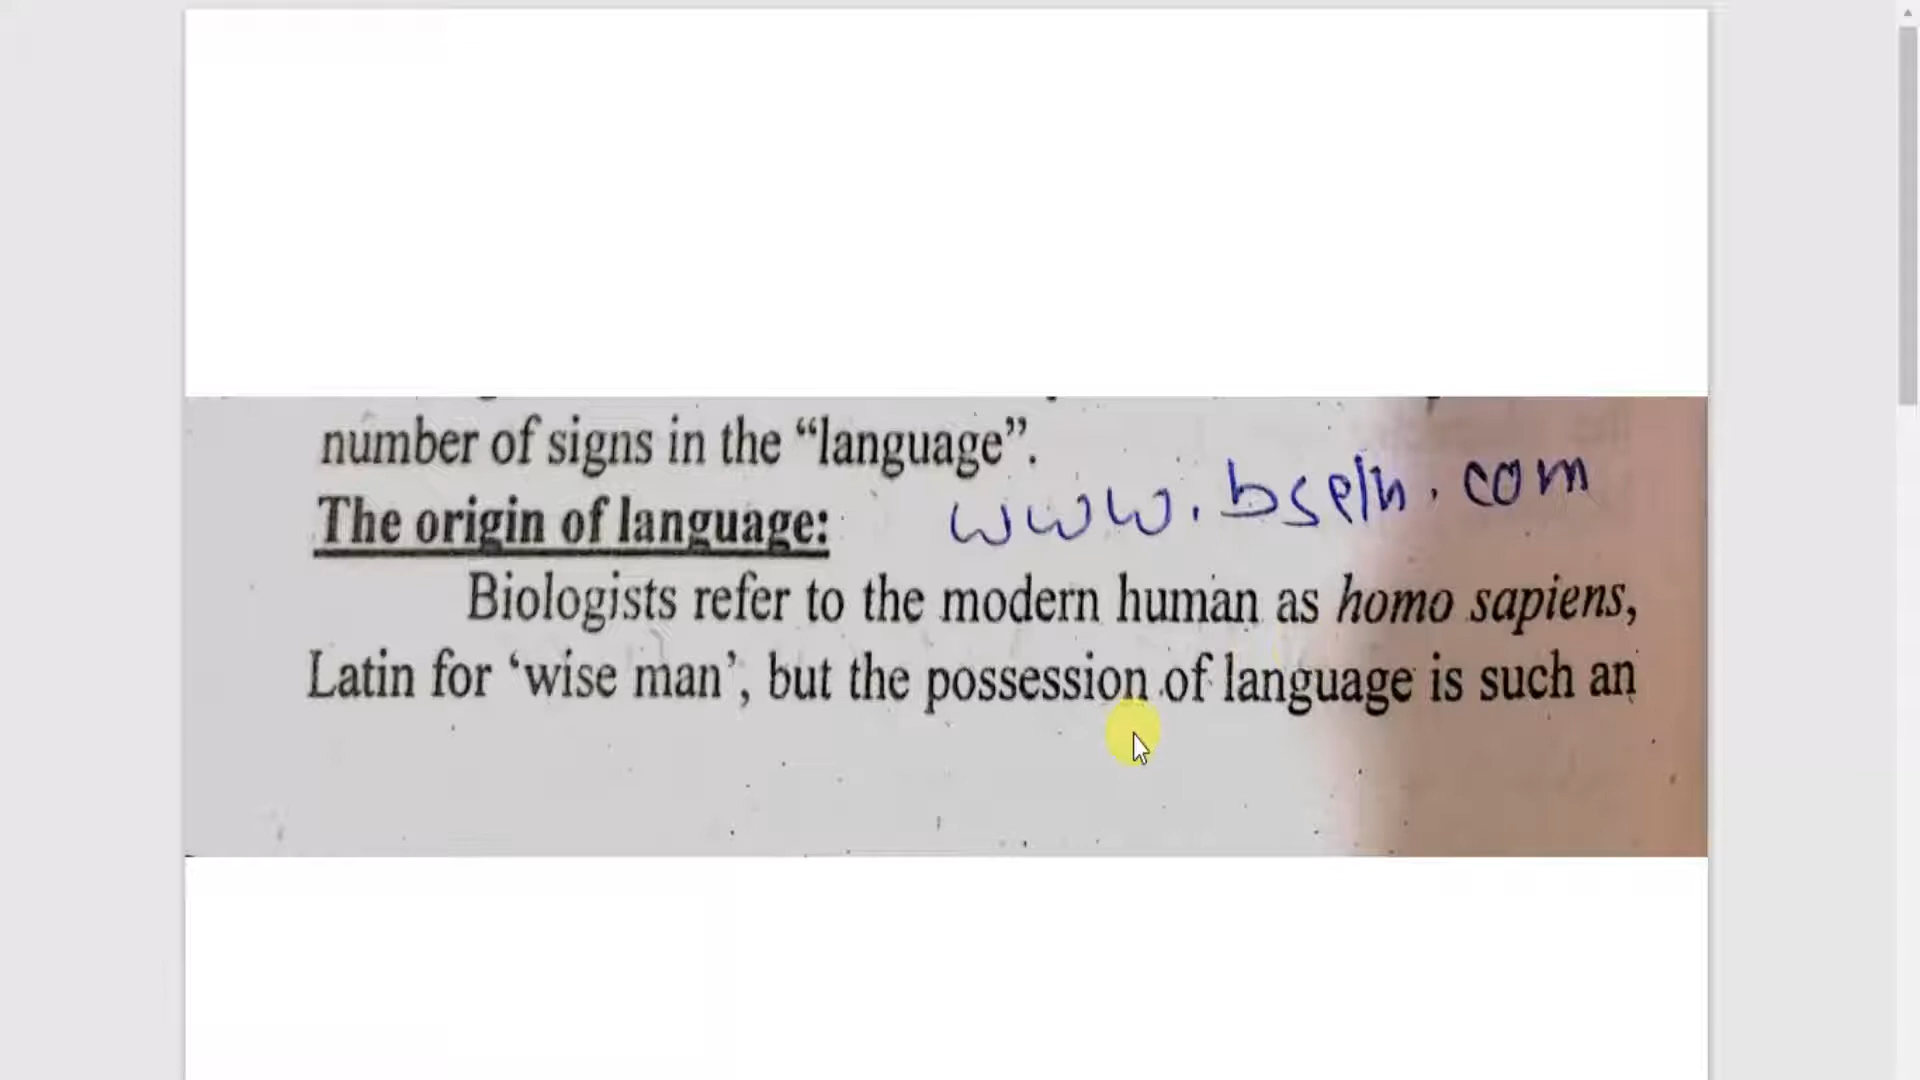 number of signs in the “language”.
The origin of language:
www.bseln.com
Biologists refer to the modern human as homo sapiens,
Latin for ‘wise man’, but the possession of language is such an